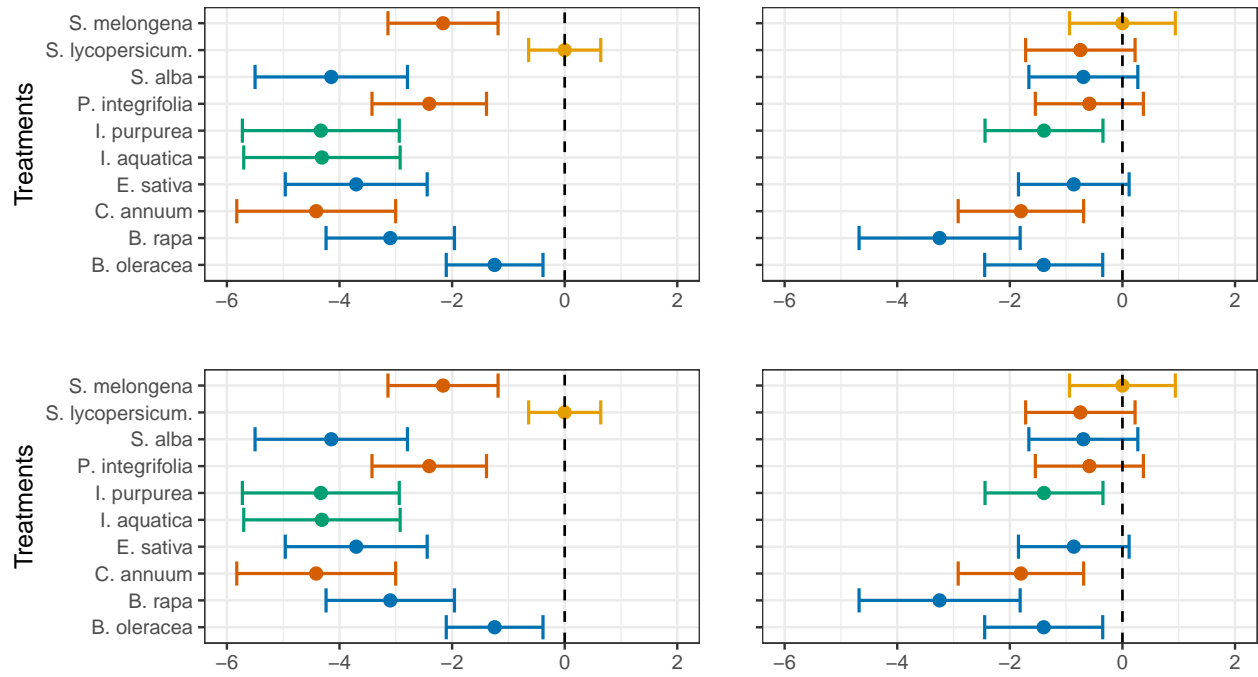 Treatments
S. melongena
S. lycopersicum.
S. alba
P. integrifolia
I. purpurea
I. aquatica
E. sativa
C. annuum
B. rapa
B. oleracea
−6 −4 −2 0 2
−6 −4 −2 0 2
Treatments
S. melongena
S. lycopersicum.
S. alba
P. integrifolia
I. purpurea
I. aquatica
E. sativa
C. annuum
B. rapa
B. oleracea
−6 −4 −2 0 2
−6 −4 −2 0 2